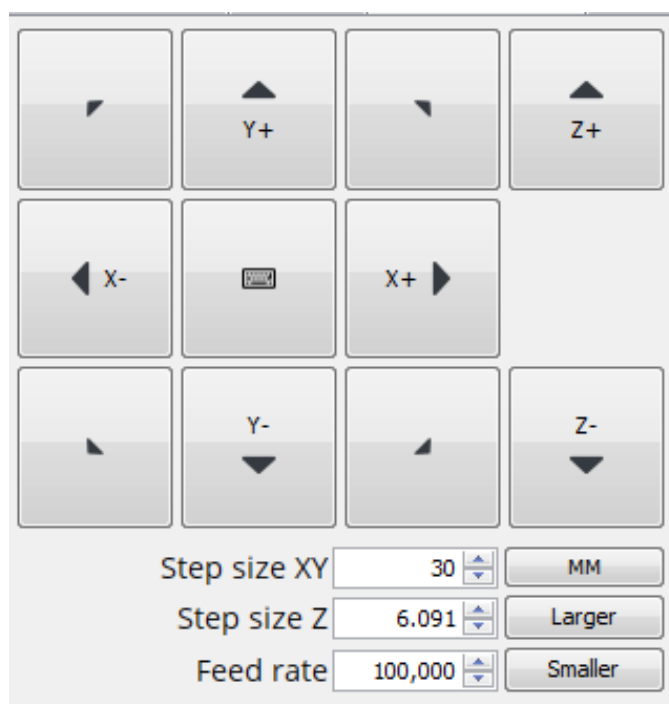 Y+ Z+
X- X+
Y- Z-
Step size XY 30 MM
Step size Z 6.091 Larger
Feed rate 100,000 Smaller